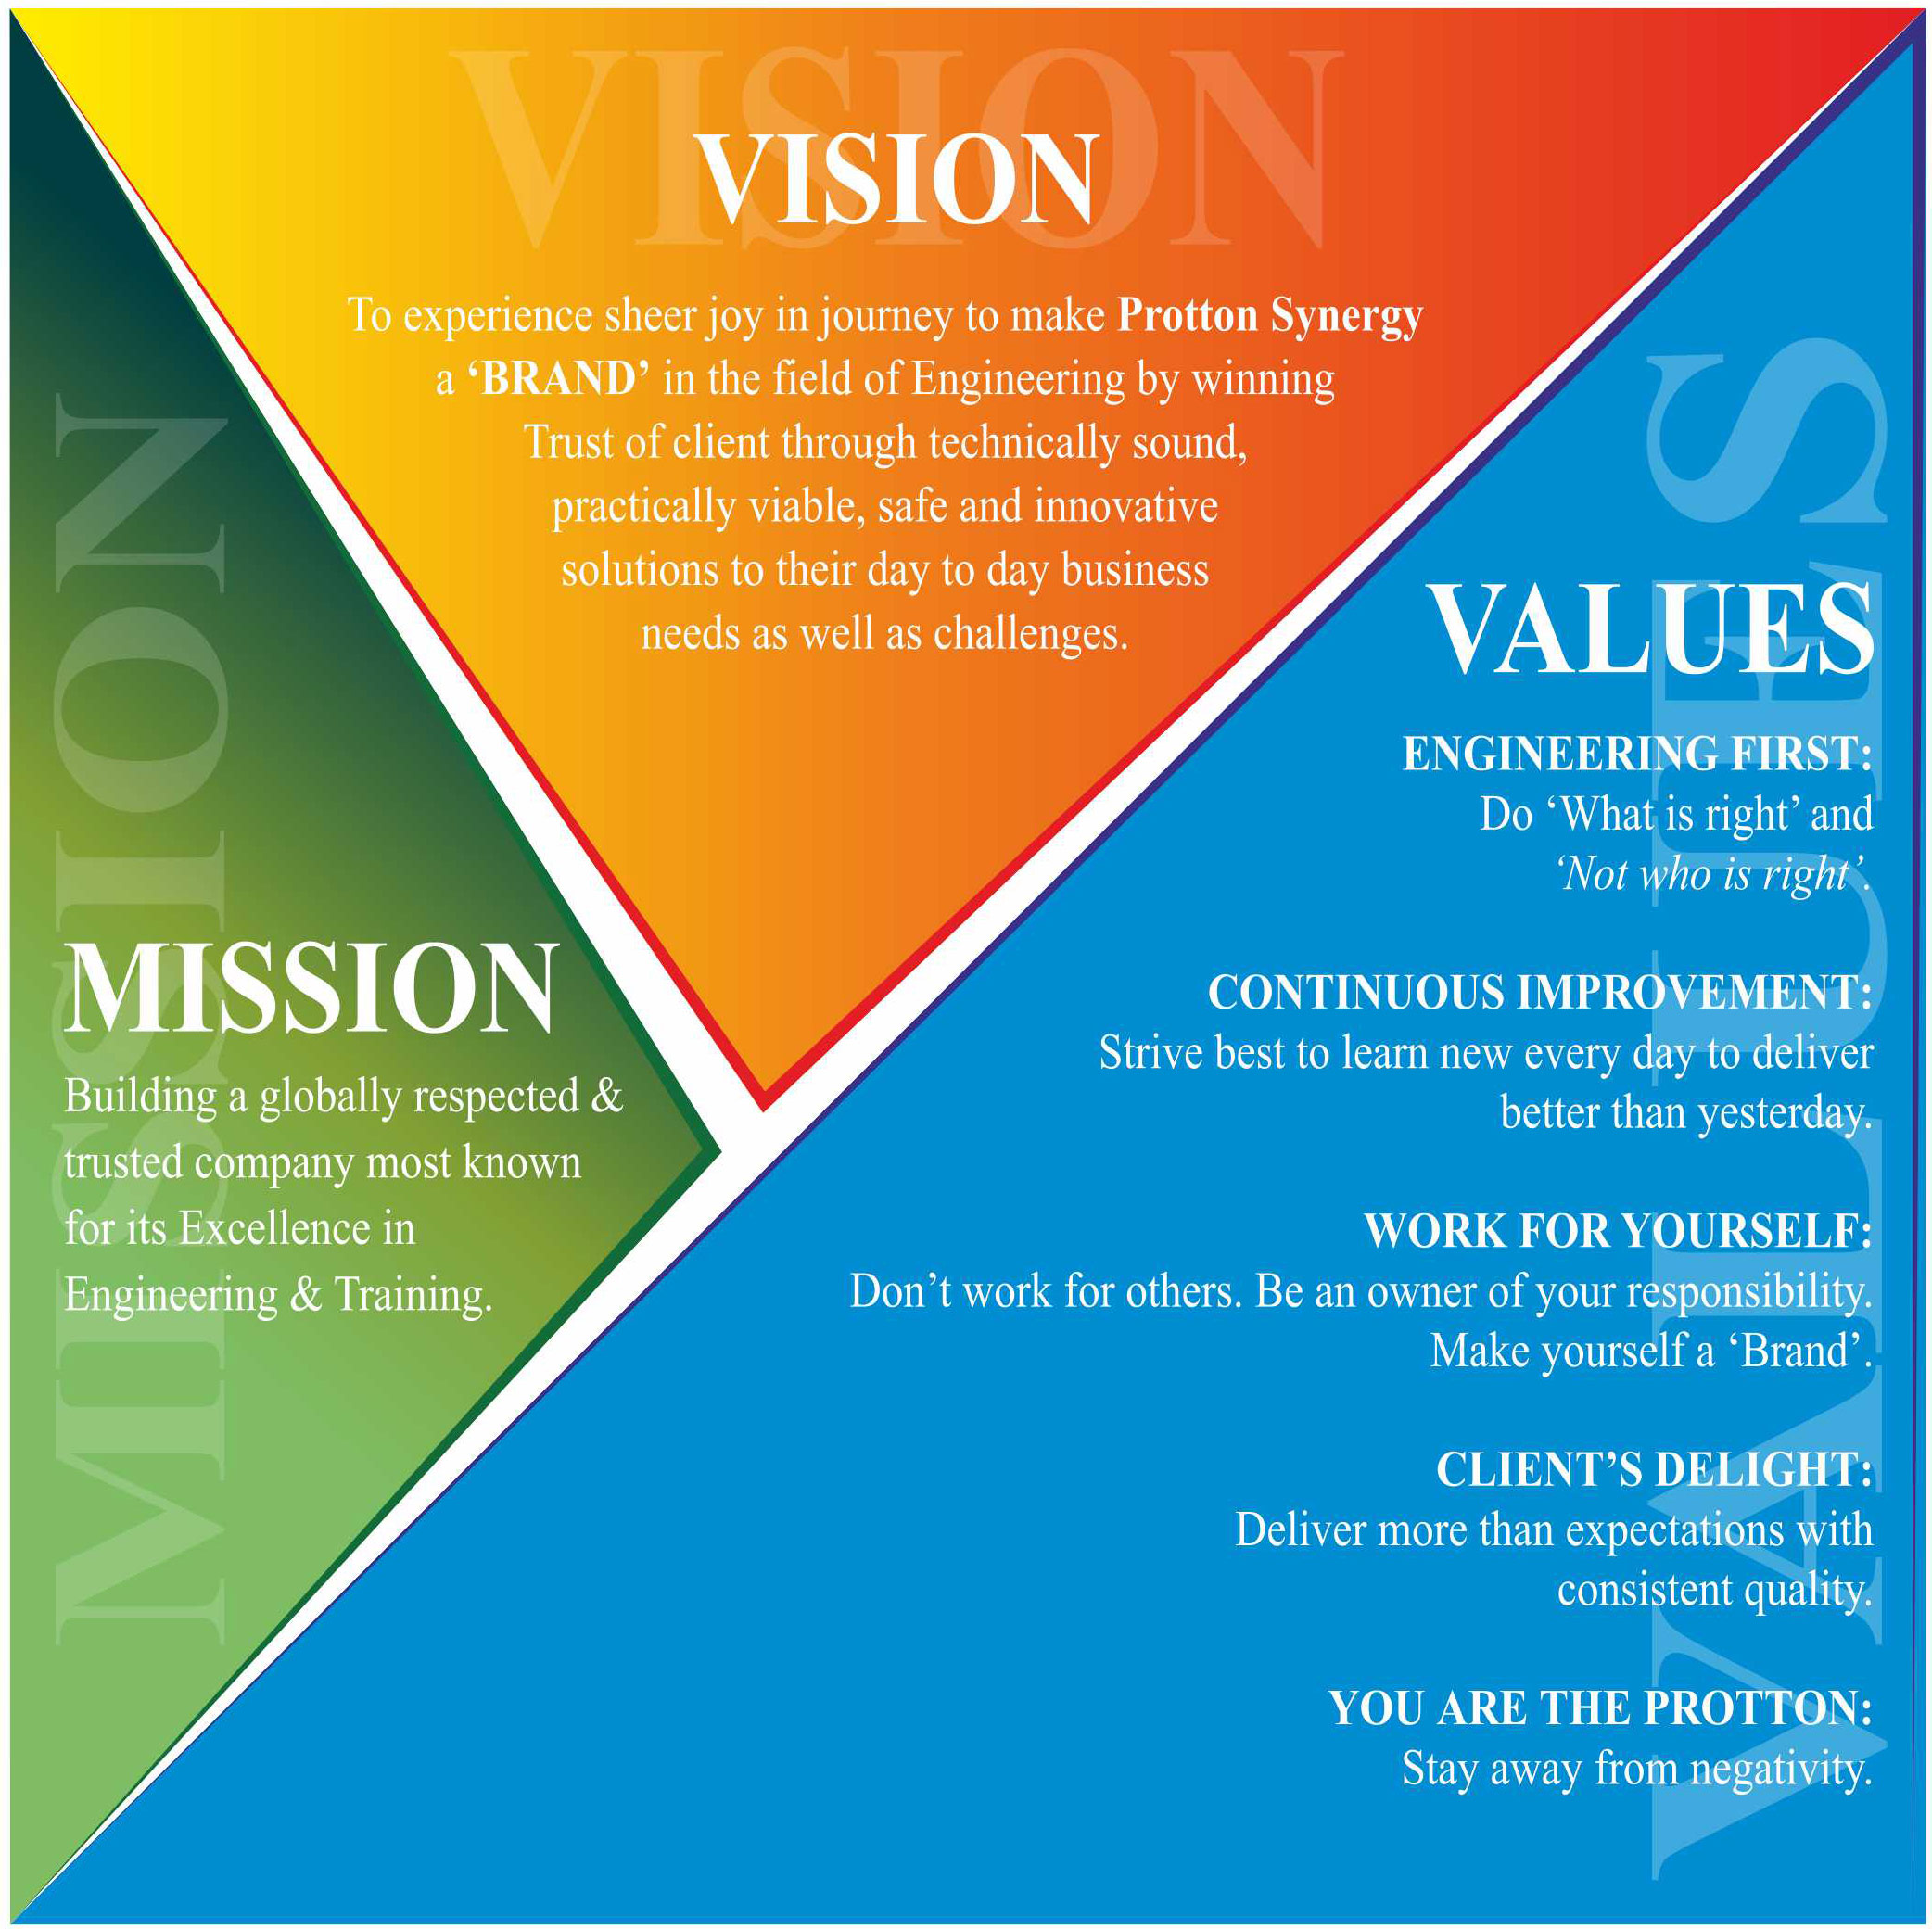 VISION
VISION
To experience sheer joy in journey to make Protton Synergy
a ‘BRAND’ in the field of Engineering by winning
Trust of client through technically sound,
practically viable, safe and innovative
solutions to their day to day business
needs as well as challenges.
MISSION
MISSION
Building a globally respected &
trusted company most known
for its Excellence in
Engineering & Training.
VALUES
VALUES
ENGINEERING FIRST:
Do ‘What is right’ and
‘Not who is right’.
CONTINUOUS IMPROVEMENT:
Strive best to learn new every day to deliver
better than yesterday.
WORK FOR YOURSELF:
Don’t work for others. Be an owner of your responsibility.
Make yourself a ‘Brand’.
CLIENT’S DELIGHT:
Deliver more than expectations with
consistent quality.
YOU ARE THE PROTTON:
Stay away from negativity.